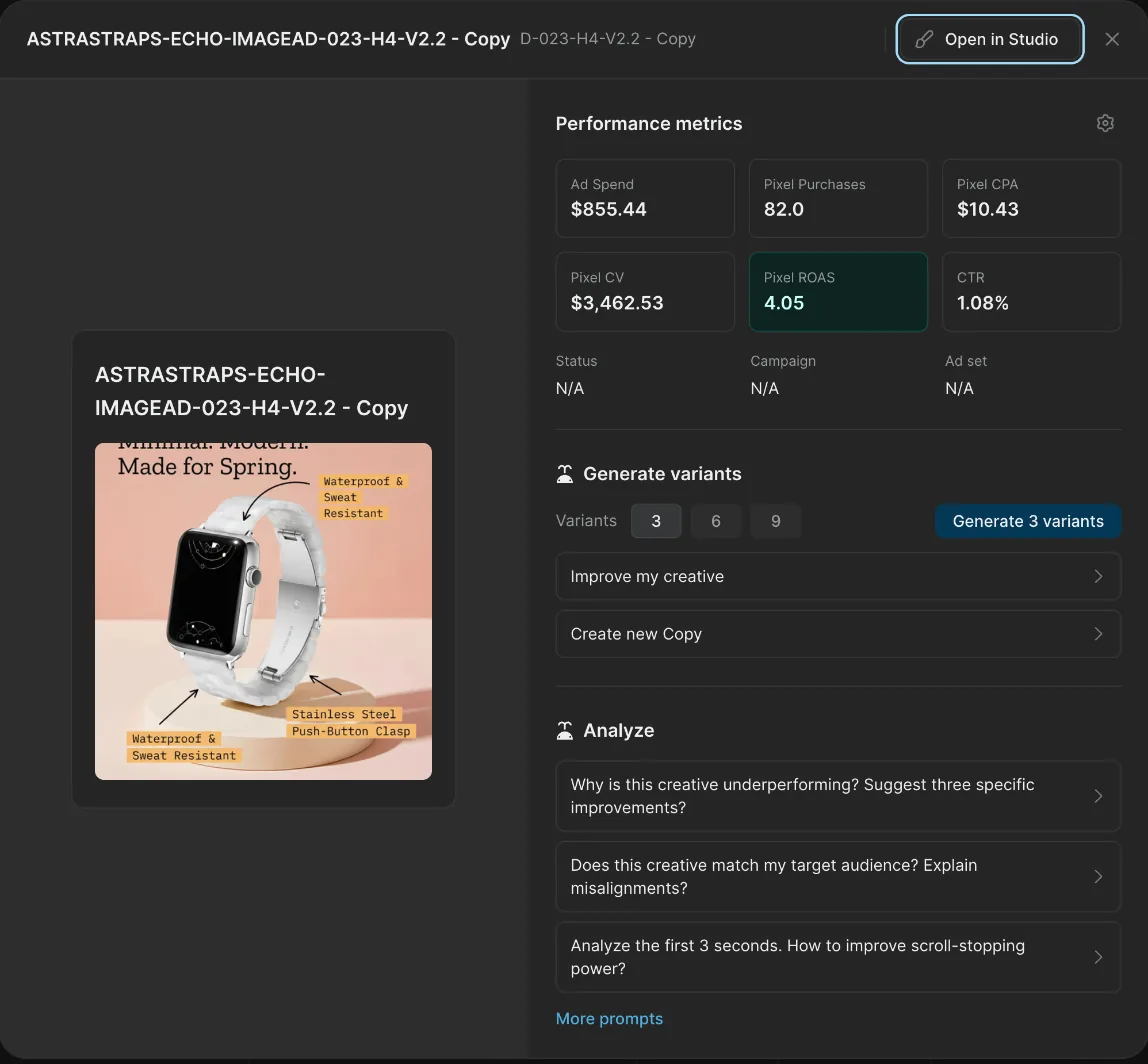 ASTRASTRAPS-ECHO-IMAGEAD-023-H4-V2.2 - Copy D-023-H4-V2.2 - Copy
Open in Studio
ASTRASTRAPS-ECHO-
IMAGEAD-023-H4-V2.2 - Copy
Minimal. Modern.
Made for Spring.
Waterproof &
Sweat
Resistant
Stainless Steel
Push-Button Clasp
Waterproof &
Sweat Resistant
Performance metrics
Ad Spend
$855.44
Pixel Purchases
82.0
Pixel CPA
$10.43
Pixel CV
$3,462.53
Pixel ROAS
4.05
CTR
1.08%
Status
N/A
Campaign
N/A
Ad set
N/A
Generate variants
Variants 3 6 9 Generate 3 variants
Improve my creative
Create new Copy
Analyze
Why is this creative underperforming? Suggest three specific
improvements?
Does this creative match my target audience? Explain
misalignments?
Analyze the first 3 seconds. How to improve scroll-stopping
power?
More prompts